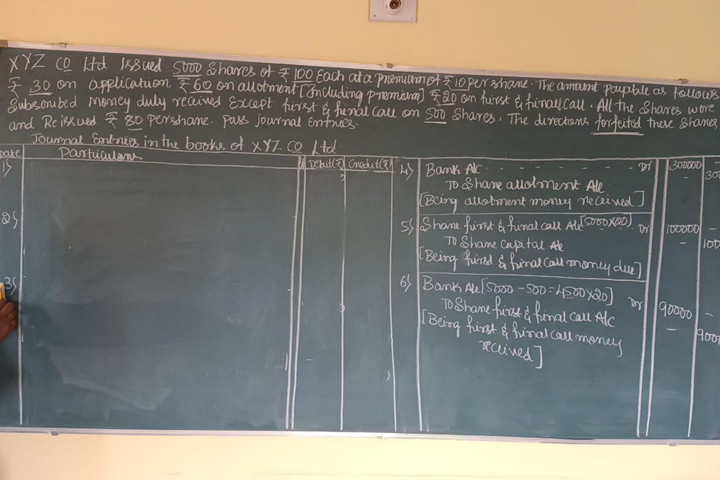 XYZ CO Ltd Issued 5000 Shares of ₹ 100 Each at a premium of ₹ 10 per share. The amount payable as follows
₹ 30 on application ₹ 60 on allotment [Including premium] ₹ 20 on first & final call. All the Shares were
Subscribed money duly received Except first & final call on 500 Shares. The directions forfeited these Shares
and Reissued ₹ 80 per share. pass journal Entries.
Journal Entries in the books of XYZ CO Ltd
Date Particulars Debit (₹) Credit (₹)
1)
2)
3)
4) Bank A/c - - - - - - - - Dr 300000 -
To Share allotment A/c -
[Being allotment money received]
5) Share first & final call A/c [5000×20] Dr 100000 -
To Share Capital A/c -
[Being first & final call money due]
6) Bank A/c [5000 - 500 = 4500×20] Dr 90000 -
To Share first & final call A/c -
[Being first & final call money
received]